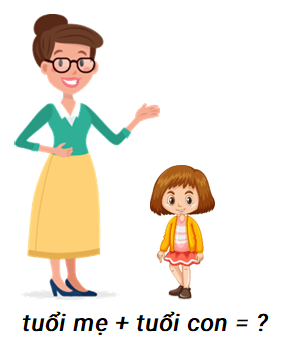 tuổi mẹ + tuổi con = ?